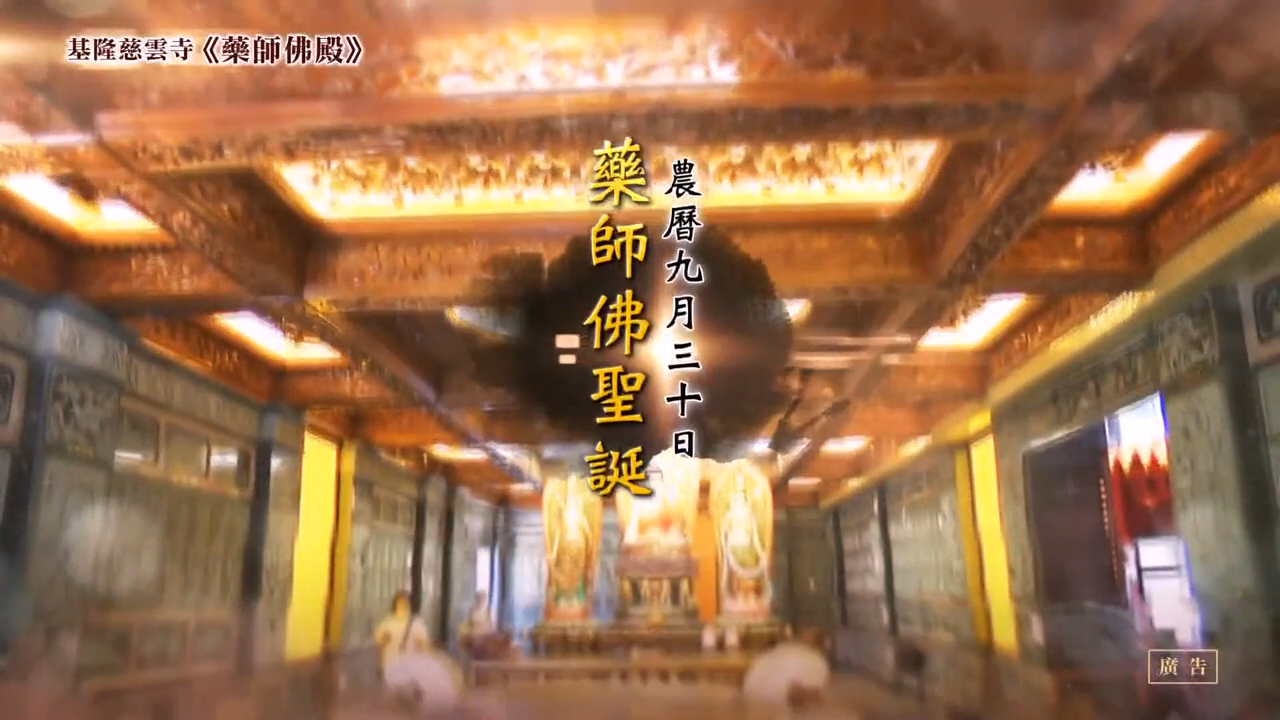 基隆慈雲寺《藥師佛殿》
農曆九月三十日
藥師佛聖誕
廣告